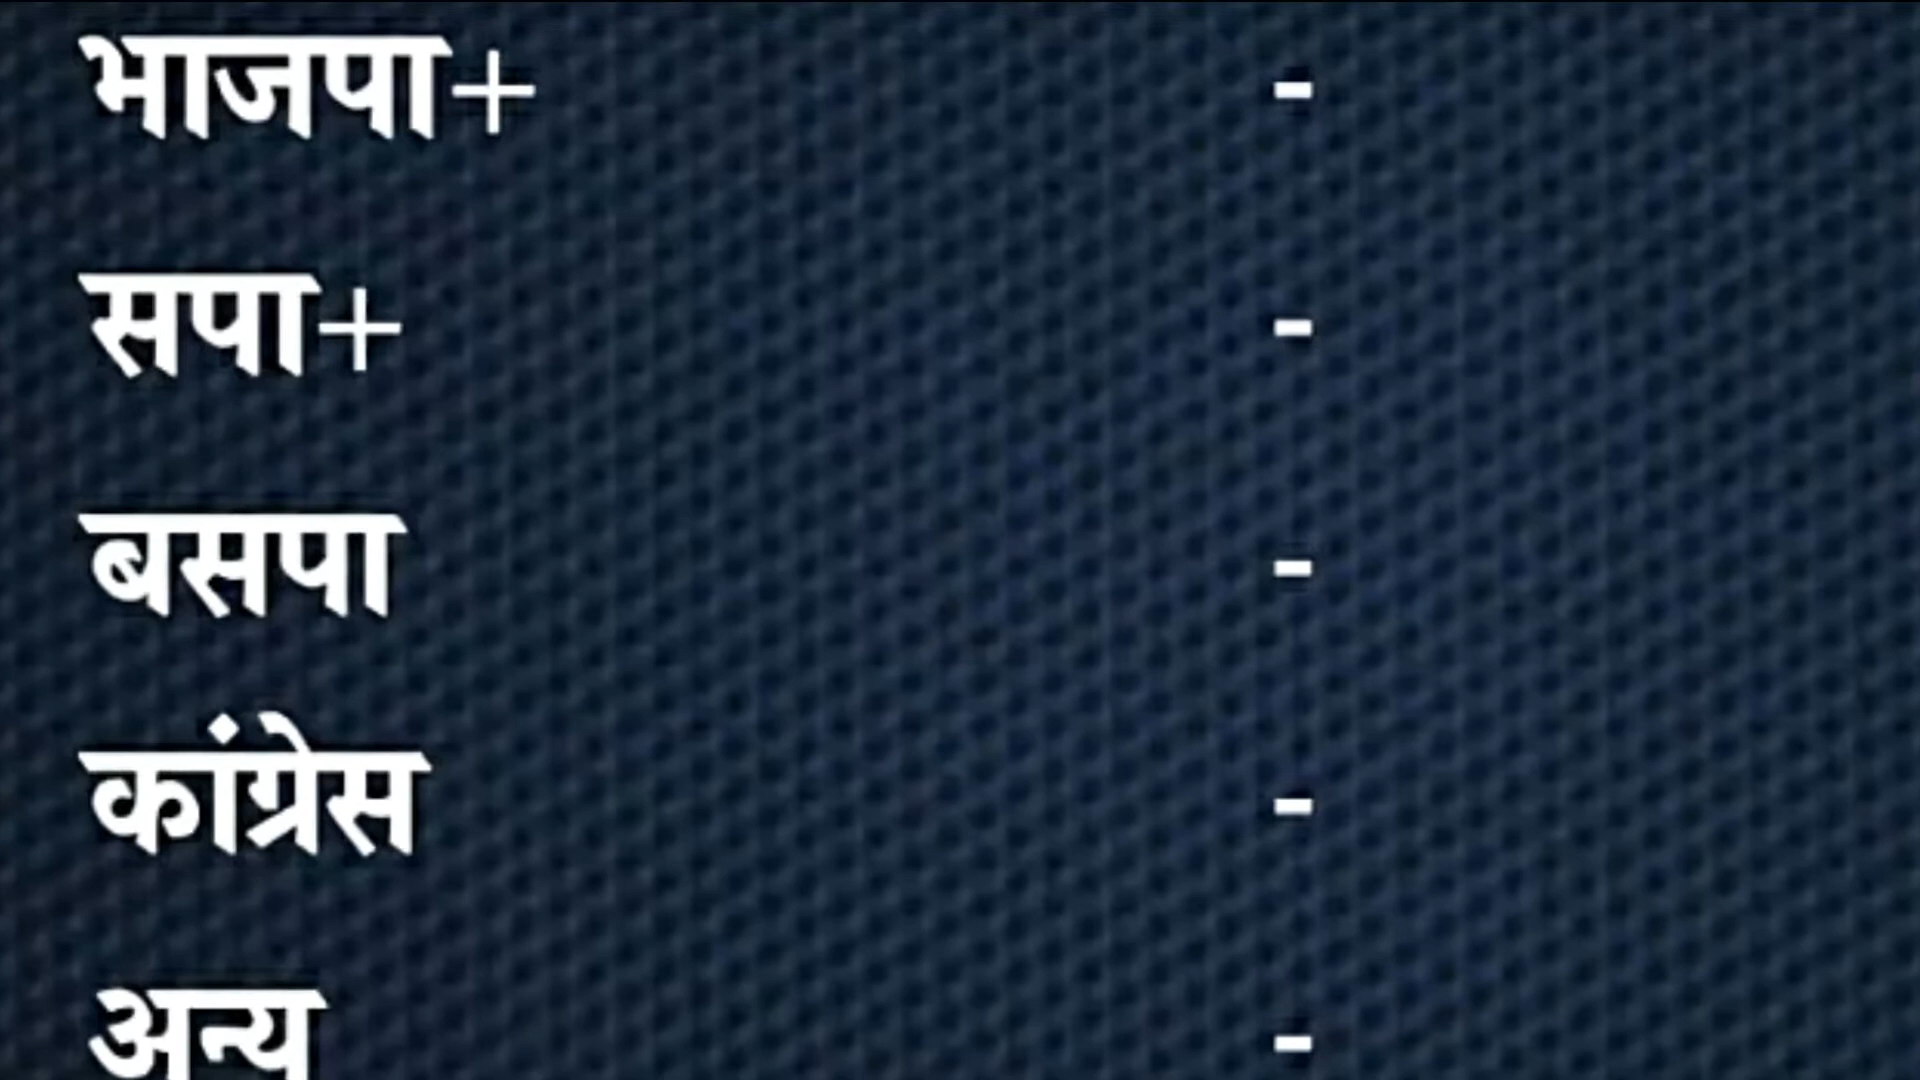 भाजपा+ -
सपा+ -
बसपा -
कांग्रेस -
अन्य -